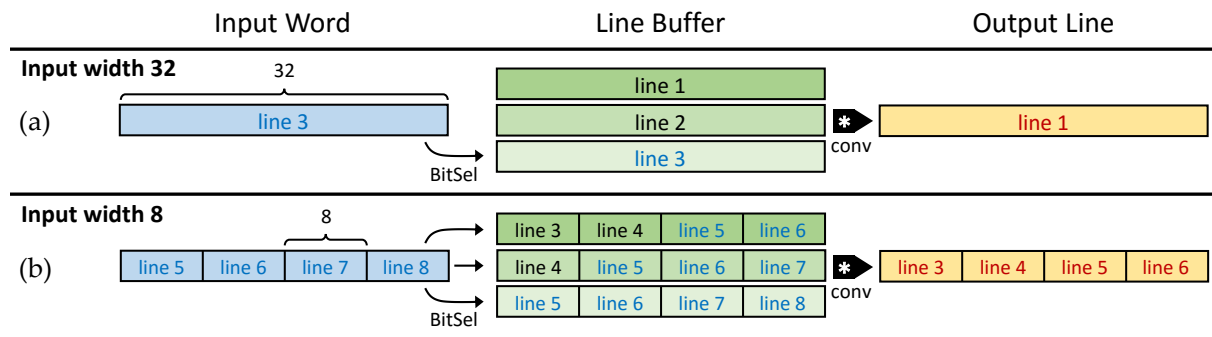 Input Word Line Buffer Output Line
Input width 32
32
(a)
line 3
BitSel
line 1
line 2
line 3
*
conv
line 1
Input width 8
8
(b)
line 5 line 6 line 7 line 8
BitSel
line 3 line 4 line 5 line 6
line 4 line 5 line 6 line 7
line 5 line 6 line 7 line 8
*
conv
line 3 line 4 line 5 line 6